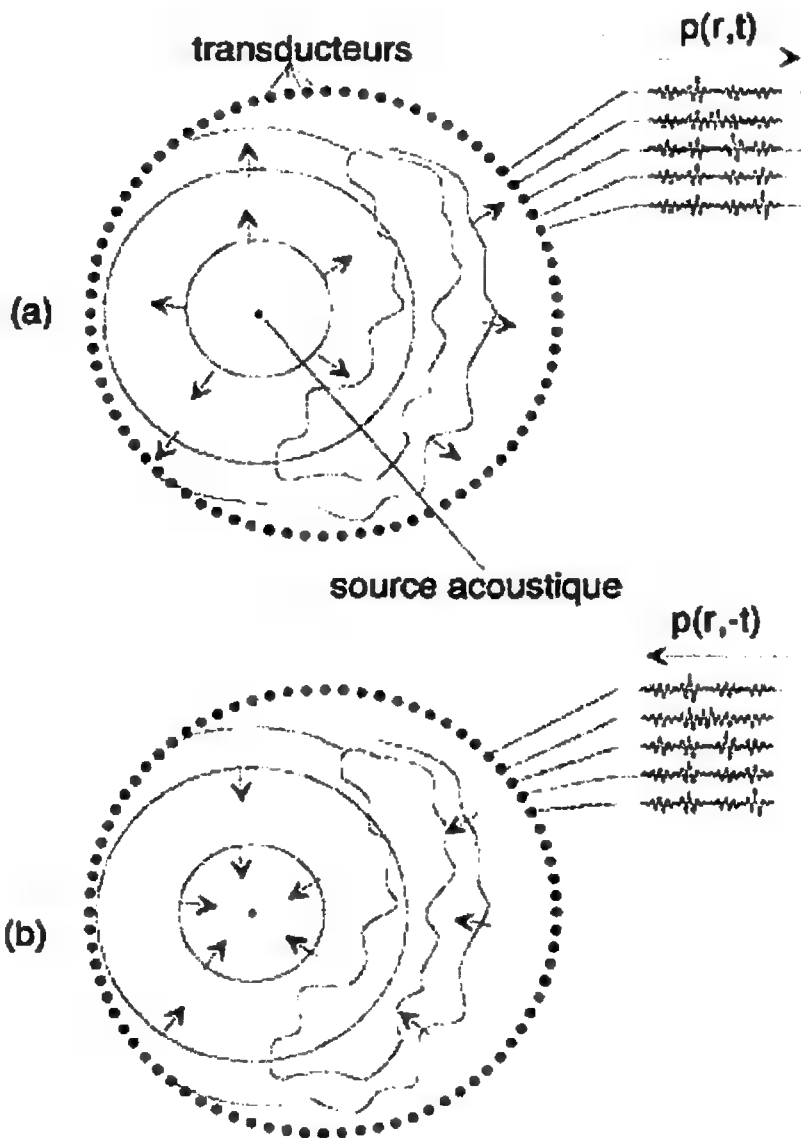 transducteurs
p(r,t)
(a)
source acoustique
p(r,-t)
(b)